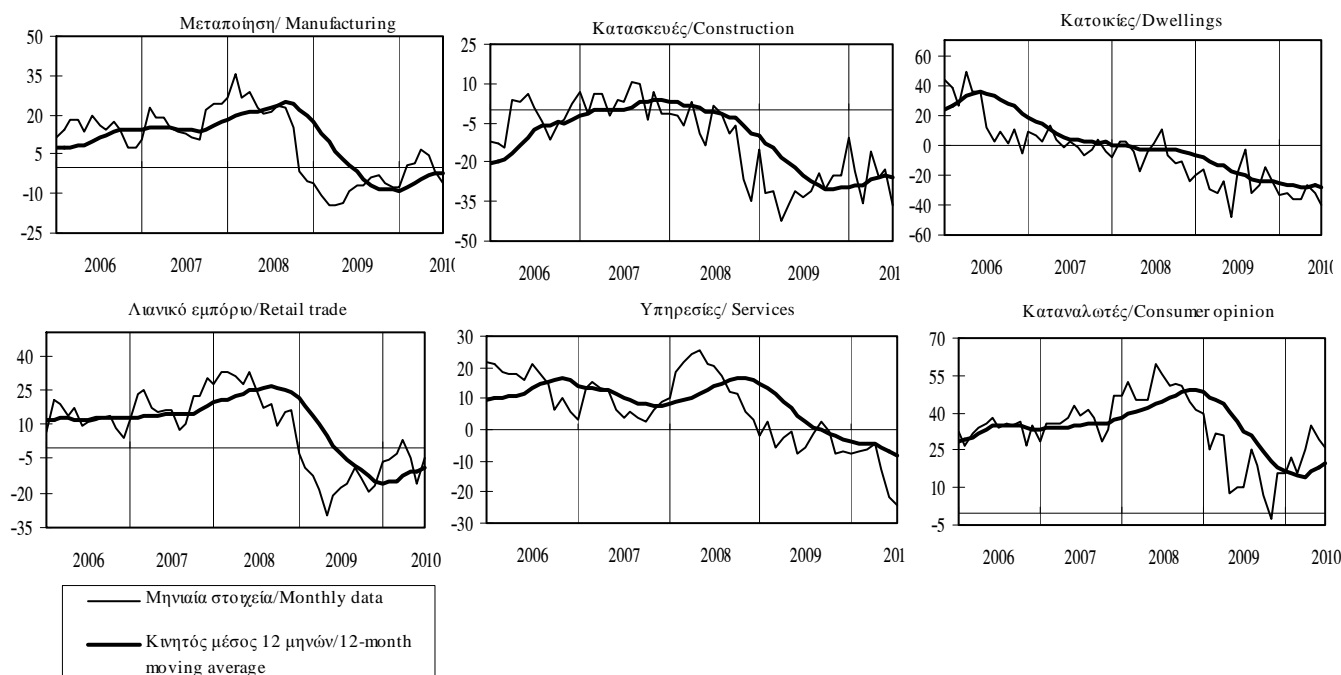 Μεταποίηση/ Manufacturing
50
35
20
5
-10
-25
2006 2007 2008 2009 2010
Κατασκευές/Construction
25
10
-5
-20
-35
-50
2006 2007 2008 2009 201
Κατοικίες/Dwellings
60
40
20
0
-20
-40
-60
2006 2007 2008 2009 2010
Λιανικό εμπόριο/Retail trade
40
25
10
-5
-20
-35
2006 2007 2008 2009 2010
Υπηρεσίες/ Services
30
20
10
0
-10
-20
-30
2006 2007 2008 2009 201
Καταναλωτές/Consumer opinion
70
55
40
25
10
-5
2006 2007 2008 2009 2010
Μηνιαία στοιχεία/Monthly data
Κινητός μέσος 12 μηνών/12-month
moving average